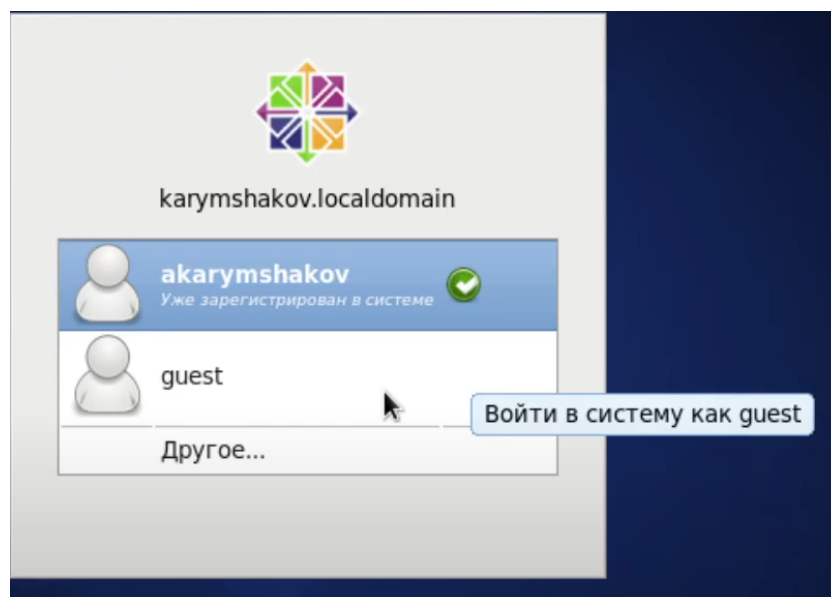 karymshakov.localdomain
akarymshakov
Уже зарегистрирован в системе
guest
Войти в систему как guest
Другое...